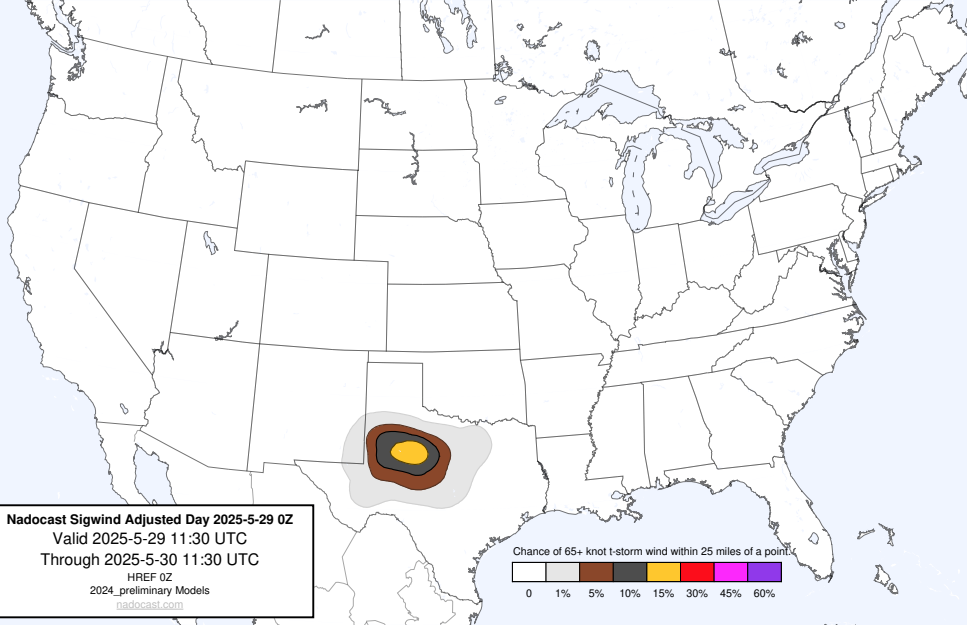 Nadocast Sigwind Adjusted Day 2025-5-29 0Z
Valid 2025-5-29 11:30 UTC
Through 2025-5-30 11:30 UTC
HREF 0Z
2024_preliminary Models
nadocast.com
Chance of 65+ knot t-storm wind within 25 miles of a point.
0 1% 5% 10% 15% 30% 45% 60%